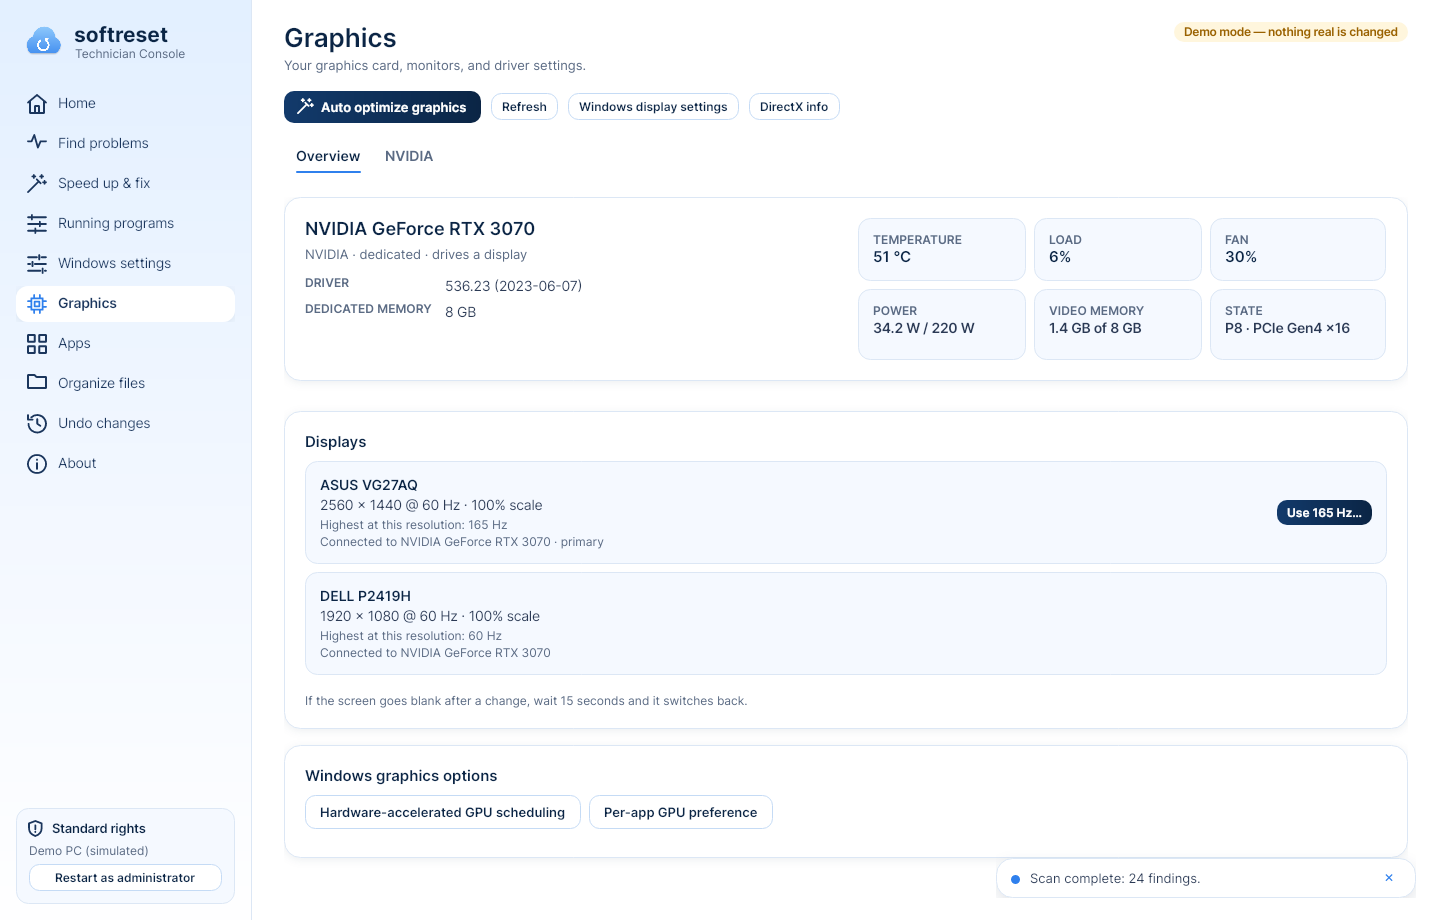 softreset
Technician Console
Home
Find problems
Speed up & fix
Running programs
Windows settings
Graphics
Apps
Organize files
Undo changes
About
Standard rights
Demo PC (simulated)
Restart as administrator
Graphics
Demo mode — nothing real is changed
Your graphics card, monitors, and driver settings.
Auto optimize graphics
Refresh
Windows display settings
DirectX info
Overview
NVIDIA
NVIDIA GeForce RTX 3070
NVIDIA · dedicated · drives a display
DRIVER
536.23 (2023-06-07)
DEDICATED MEMORY
8 GB
TEMPERATURE
51 °C
LOAD
6%
FAN
30%
POWER
34.2 W / 220 W
VIDEO MEMORY
1.4 GB of 8 GB
STATE
P8 · PCIe Gen4 ×16
Displays
ASUS VG27AQ
2560 × 1440 @ 60 Hz · 100% scale
Highest at this resolution: 165 Hz
Connected to NVIDIA GeForce RTX 3070 · primary
Use 165 Hz...
DELL P2419H
1920 × 1080 @ 60 Hz · 100% scale
Highest at this resolution: 60 Hz
Connected to NVIDIA GeForce RTX 3070
If the screen goes blank after a change, wait 15 seconds and it switches back.
Windows graphics options
Hardware-accelerated GPU scheduling
Per-app GPU preference
Scan complete: 24 findings.
×